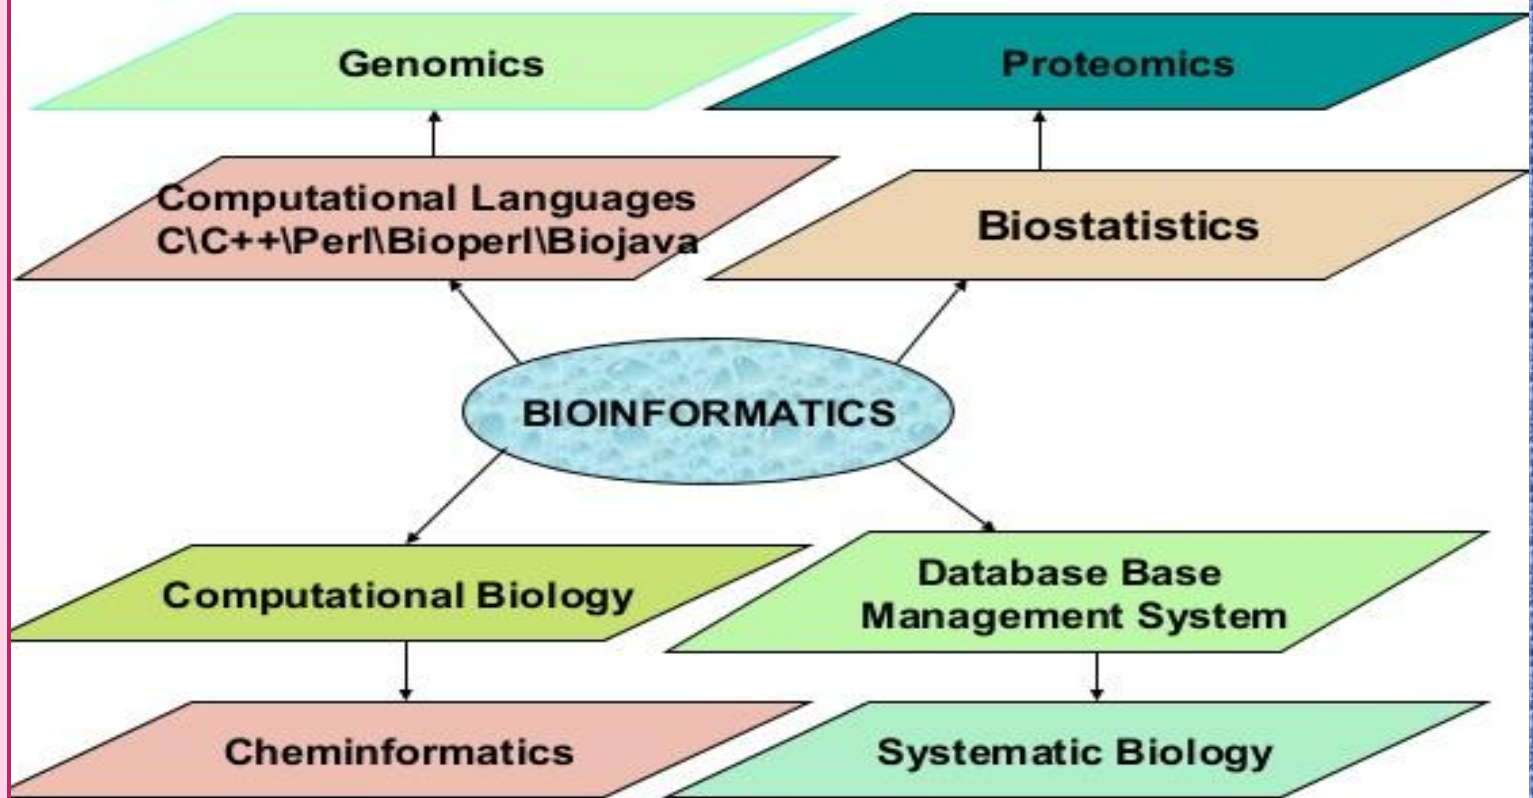 Genomics
Proteomics
Computational Languages
C\C++\Perl\Bioperl\Biojava
Biostatistics
BIOINFORMATICS
Computational Biology
Database Base
Management System
Cheminformatics
Systematic Biology